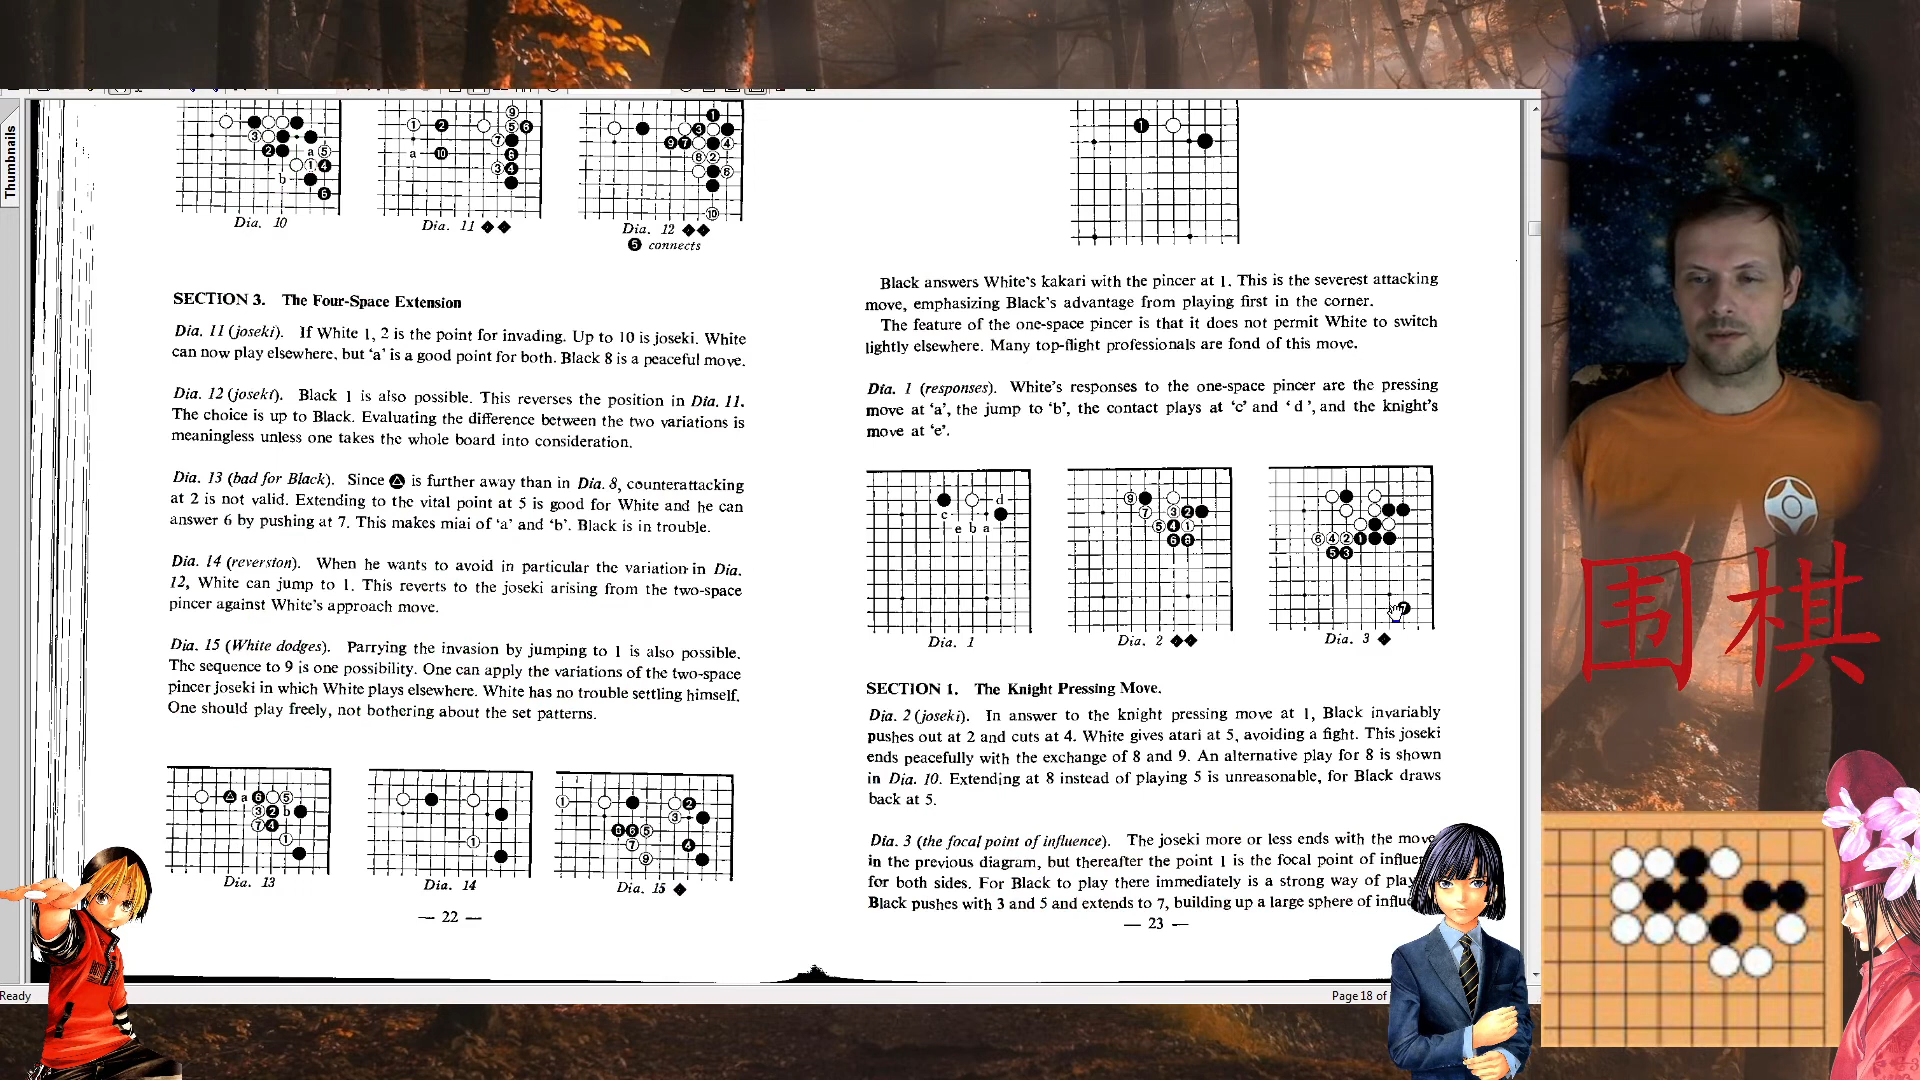 Thumbnails
Dia. 10
Dia. 11 ◆◆
Dia. 12 ◆◆
❺ connects
SECTION 3. The Four-Space Extension
Dia. 11 (joseki). If White 1, 2 is the point for invading. Up to 10 is joseki. White
can now play elsewhere, but ‘a’ is a good point for both. Black 8 is a peaceful move.
Dia. 12 (joseki). Black 1 is also possible. This reverses the position in Dia. 11.
The choice is up to Black. Evaluating the difference between the two variations is
meaningless unless one takes the whole board into consideration.
Dia. 13 (bad for Black). Since is further away than in Dia. 8, counterattacking
at 2 is not valid. Extending to the vital point at 5 is good for White and he can
answer 6 by pushing at 7. This makes miai of ‘a’ and ‘b’. Black is in trouble.
Dia. 14 (reversion). When he wants to avoid in particular the variation in Dia.
12, White can jump to 1. This reverts to the joseki arising from the two-space
pincer against White's approach move.
Dia. 15 (White dodges). Parrying the invasion by jumping to 1 is also possible.
The sequence to 9 is one possibility. One can apply the variations of the two-space
pincer joseki in which White plays elsewhere. White has no trouble settling himself.
One should play freely, not bothering about the set patterns.
Dia. 13
Dia. 14
Dia. 15 ◆
— 22 —
Black answers White's kakari with the pincer at 1. This is the severest attacking
move, emphasizing Black's advantage from playing first in the corner.
The feature of the one-space pincer is that it does not permit White to switch
lightly elsewhere. Many top-flight professionals are fond of this move.
Dia. 1 (responses). White's responses to the one-space pincer are the pressing
move at ‘a’, the jump to ‘b’, the contact plays at ‘c’ and ‘d’, and the knight's
move at ‘e’.
d
c
e b a
Dia. 1
Dia. 2 ◆◆
Dia. 3 ◆
SECTION 1. The Knight Pressing Move.
Dia. 2 (joseki). In answer to the knight pressing move at 1, Black invariably
pushes out at 2 and cuts at 4. White gives atari at 5, avoiding a fight. This joseki
ends peacefully with the exchange of 8 and 9. An alternative play for 8 is shown
in Dia. 10. Extending at 8 instead of playing 5 is unreasonable, for Black draws
back at 5.
Dia. 3 (the focal point of influence). The joseki more or less ends with the move
in the previous diagram, but thereafter the point 1 is the focal point of influe
for both sides. For Black to play there immediately is a strong way of play
Black pushes with 3 and 5 and extends to 7, building up a large sphere of influe
— 23 —
Ready
Page 18 of
围棋